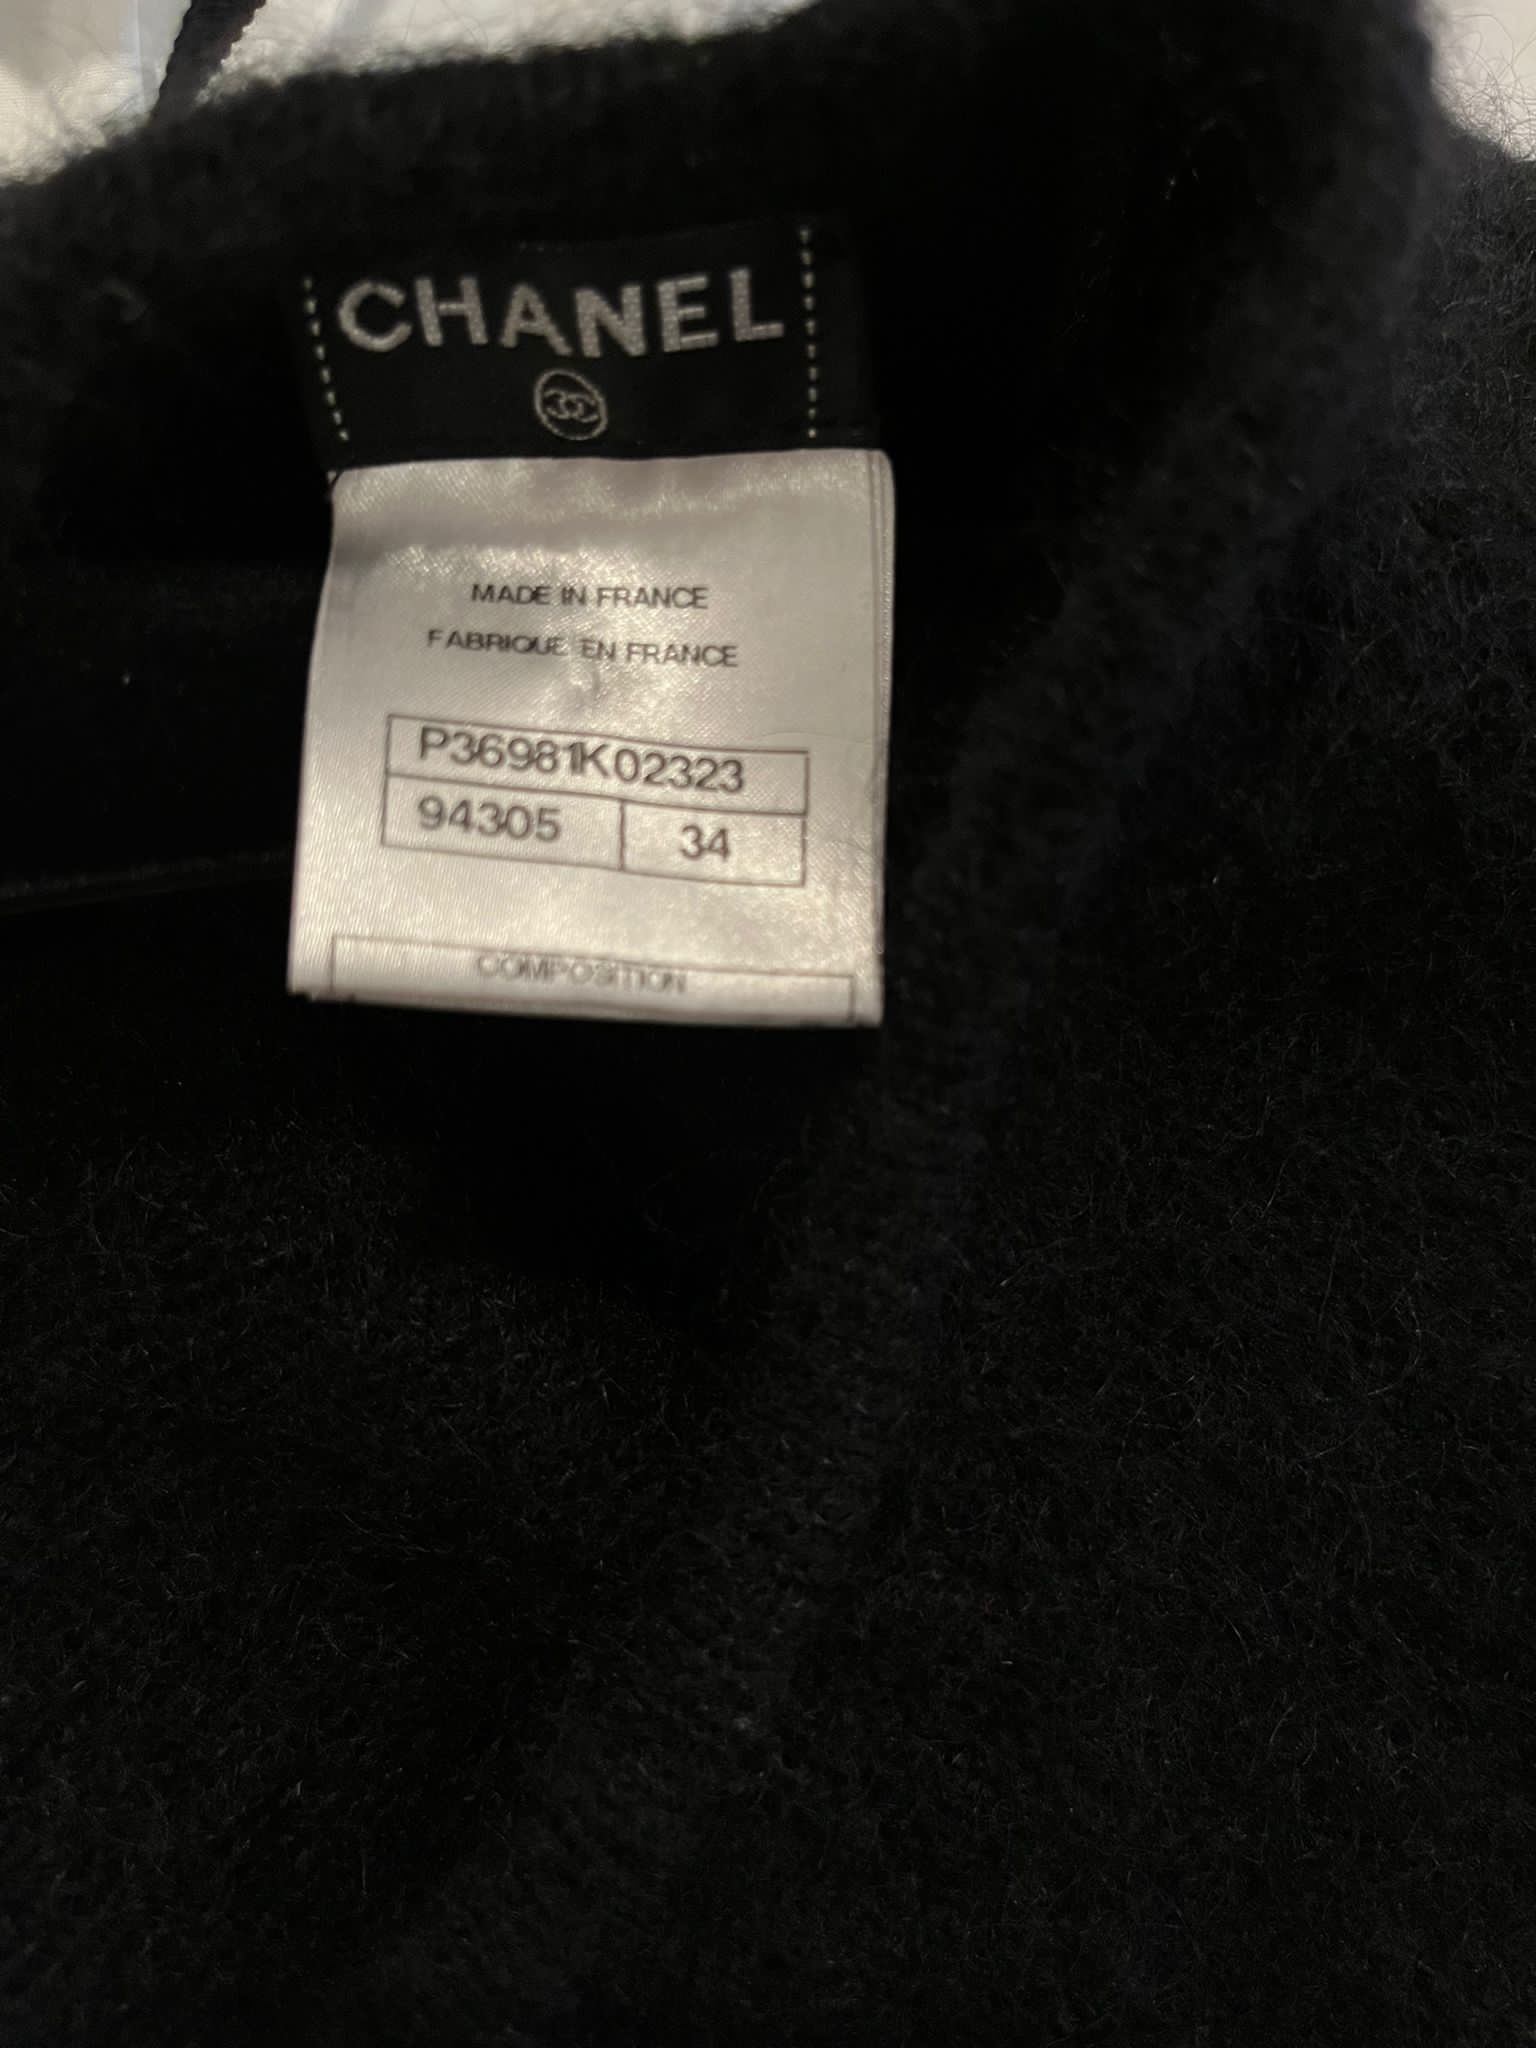 CHANEL
MADE IN FRANCE
FABRIQUE EN FRANCE
P36981K02323
94305 34
COMPOSITION